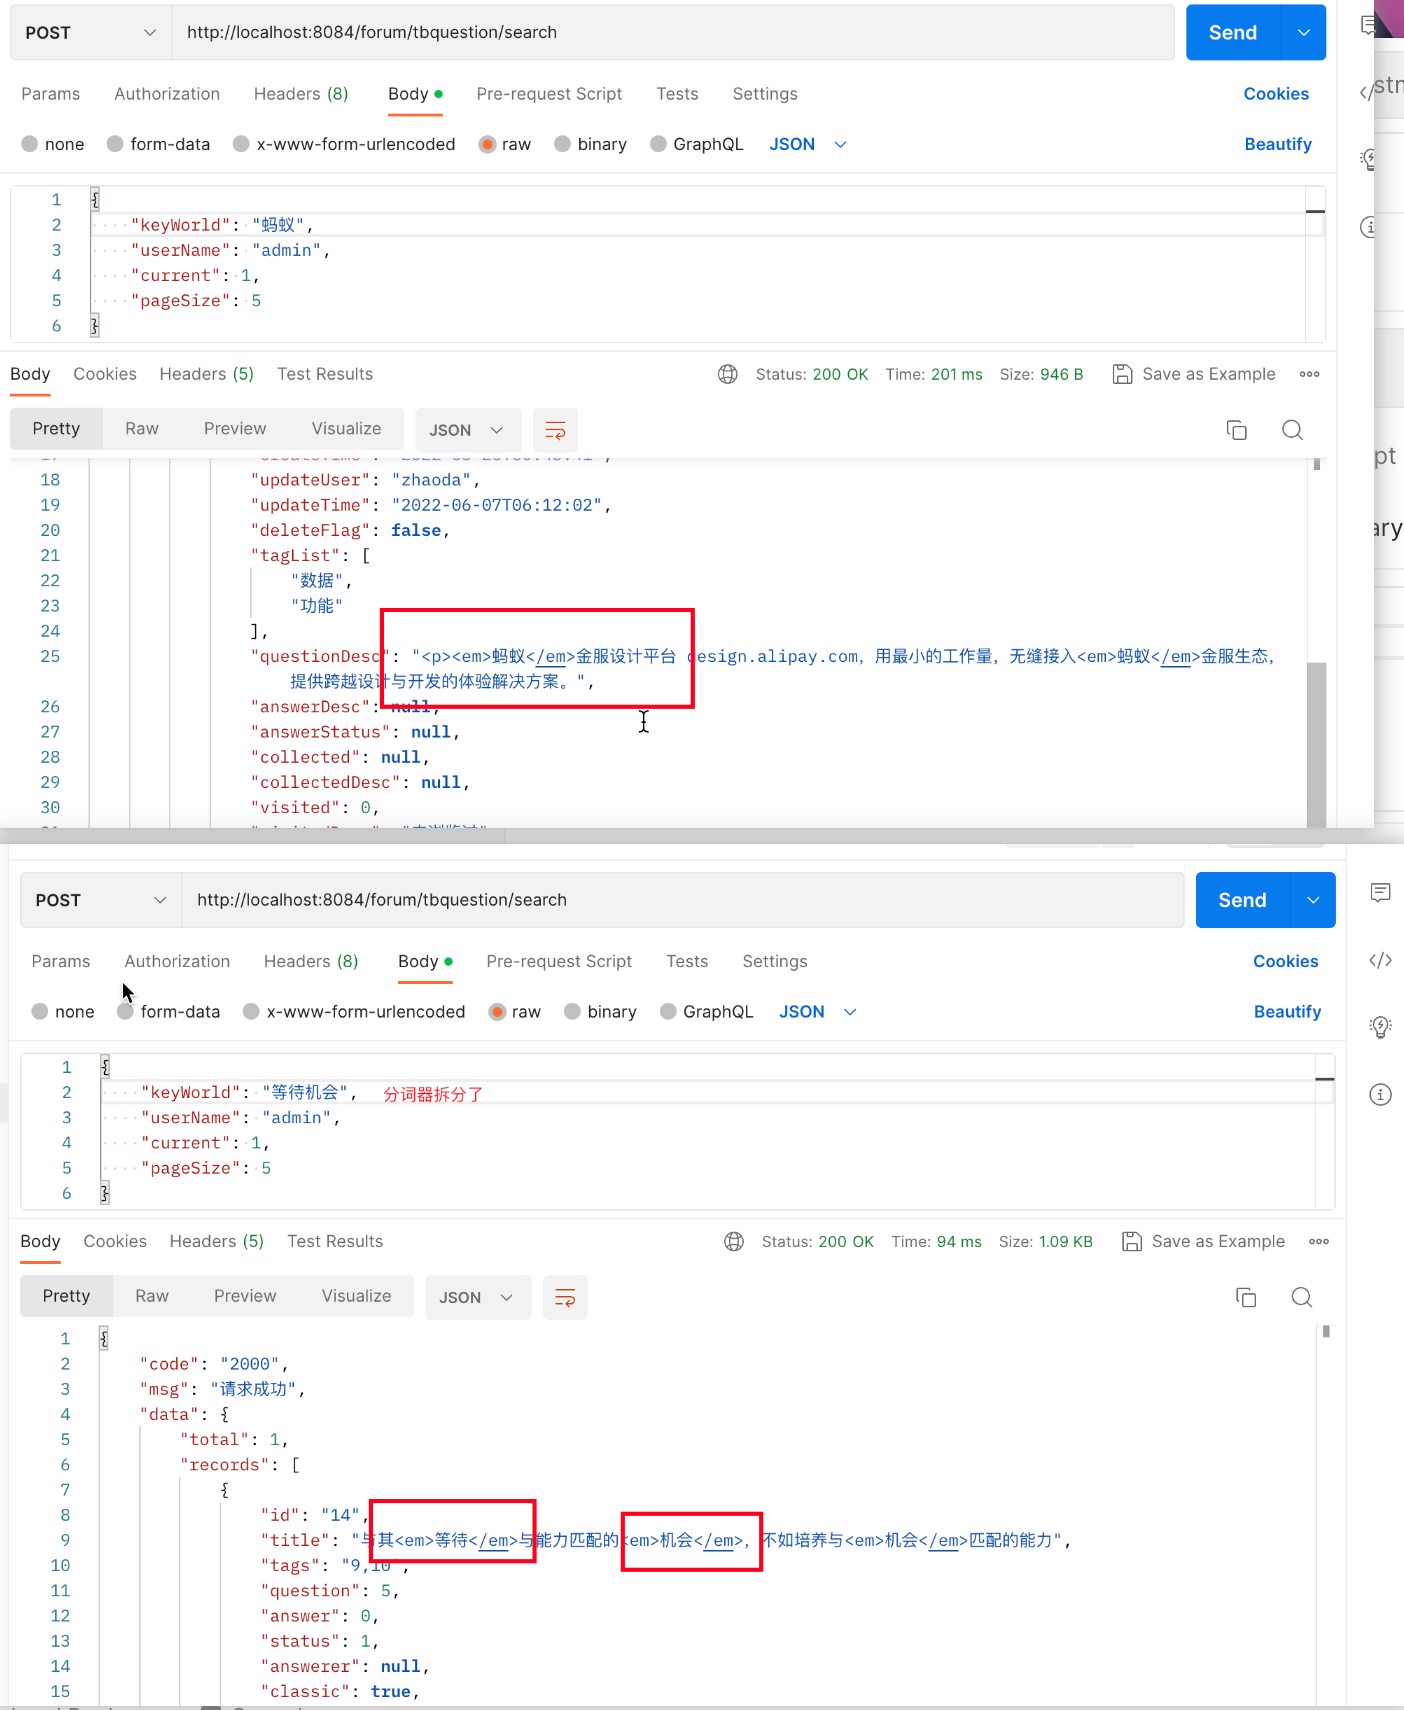 POST http://localhost:8084/forum/tbquestion/search Send
Params Authorization Headers (8) Body Pre-request Script Tests Settings Cookies
none form-data x-www-form-urlencoded raw binary GraphQL JSON Beautify
1 {
2 "keyWorld": "蚂蚁",
3 "userName": "admin",
4 "current": 1,
5 "pageSize": 5
6 }
Body Cookies Headers (5) Test Results Status: 200 OK Time: 201 ms Size: 946 B Save as Example
Pretty Raw Preview Visualize JSON
18 "updateUser": "zhaoda",
19 "updateTime": "2022-06-07T06:12:02",
20 "deleteFlag": false,
21 "tagList": [
22 "数据",
23 "功能"
24 ],
25 "questionDesc": "<p><em>蚂蚁</em>金服设计平台 design.alipay.com，用最小的工作量，无缝接入<em>蚂蚁</em>金服生态，
提供跨越设计与开发的体验解决方案。",
26 "answerDesc": null,
27 "answerStatus": null,
28 "collected": null,
29 "collectedDesc": null,
30 "visited": 0,
POST http://localhost:8084/forum/tbquestion/search Send
Params Authorization Headers (8) Body Pre-request Script Tests Settings Cookies
none form-data x-www-form-urlencoded raw binary GraphQL JSON Beautify
1 {
2 "keyWorld": "等待机会", 分词器拆分了
3 "userName": "admin",
4 "current": 1,
5 "pageSize": 5
6 }
Body Cookies Headers (5) Test Results Status: 200 OK Time: 94 ms Size: 1.09 KB Save as Example
Pretty Raw Preview Visualize JSON
1 {
2 "code": "2000",
3 "msg": "请求成功",
4 "data": {
5 "total": 1,
6 "records": [
7 {
8 "id": "14",
9 "title": "与其<em>等待</em>与能力匹配的<em>机会</em>，不如培养与<em>机会</em>匹配的能力",
10 "tags": "9,10",
11 "question": 5,
12 "answer": 0,
13 "status": 1,
14 "answerer": null,
15 "classic": true,